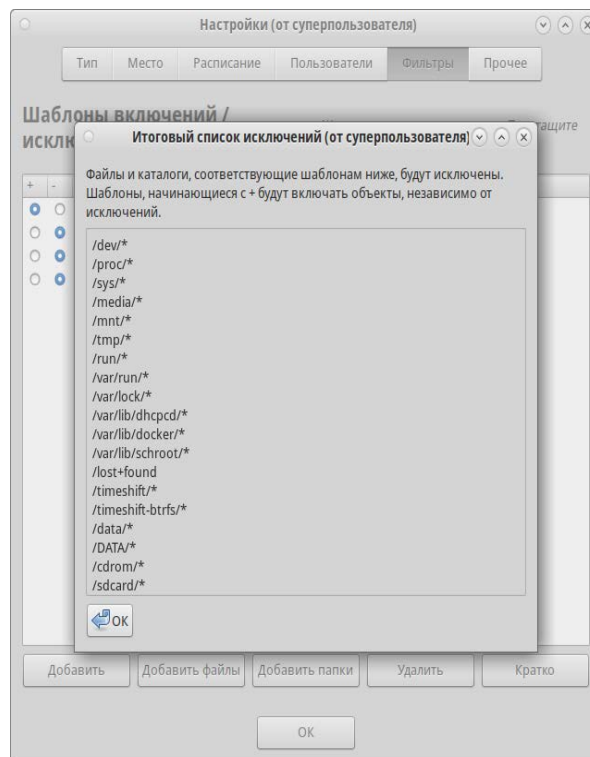 Настройки (от суперпользователя)
Тип Место Расписание Пользователи Фильтры Прочее
Шаблоны включений /
Итоговый список исключений (от суперпользователя)
Файлы и каталоги, соответствующие шаблонам ниже, будут исключены.
Шаблоны, начинающиеся с + будут включать объекты, независимо от
исключений.
+ -
/dev/*
/proc/*
/sys/*
/media/*
/mnt/*
/tmp/*
/run/*
/var/run/*
/var/lock/*
/var/lib/dhcpcd/*
/var/lib/docker/*
/var/lib/schroot/*
/lost+found
/timeshift/*
/timeshift-btrfs/*
/data/*
/DATA/*
/cdrom/*
/sdcard/*
OK
Добавить Добавить файлы Добавить папки Удалить Кратко
OK